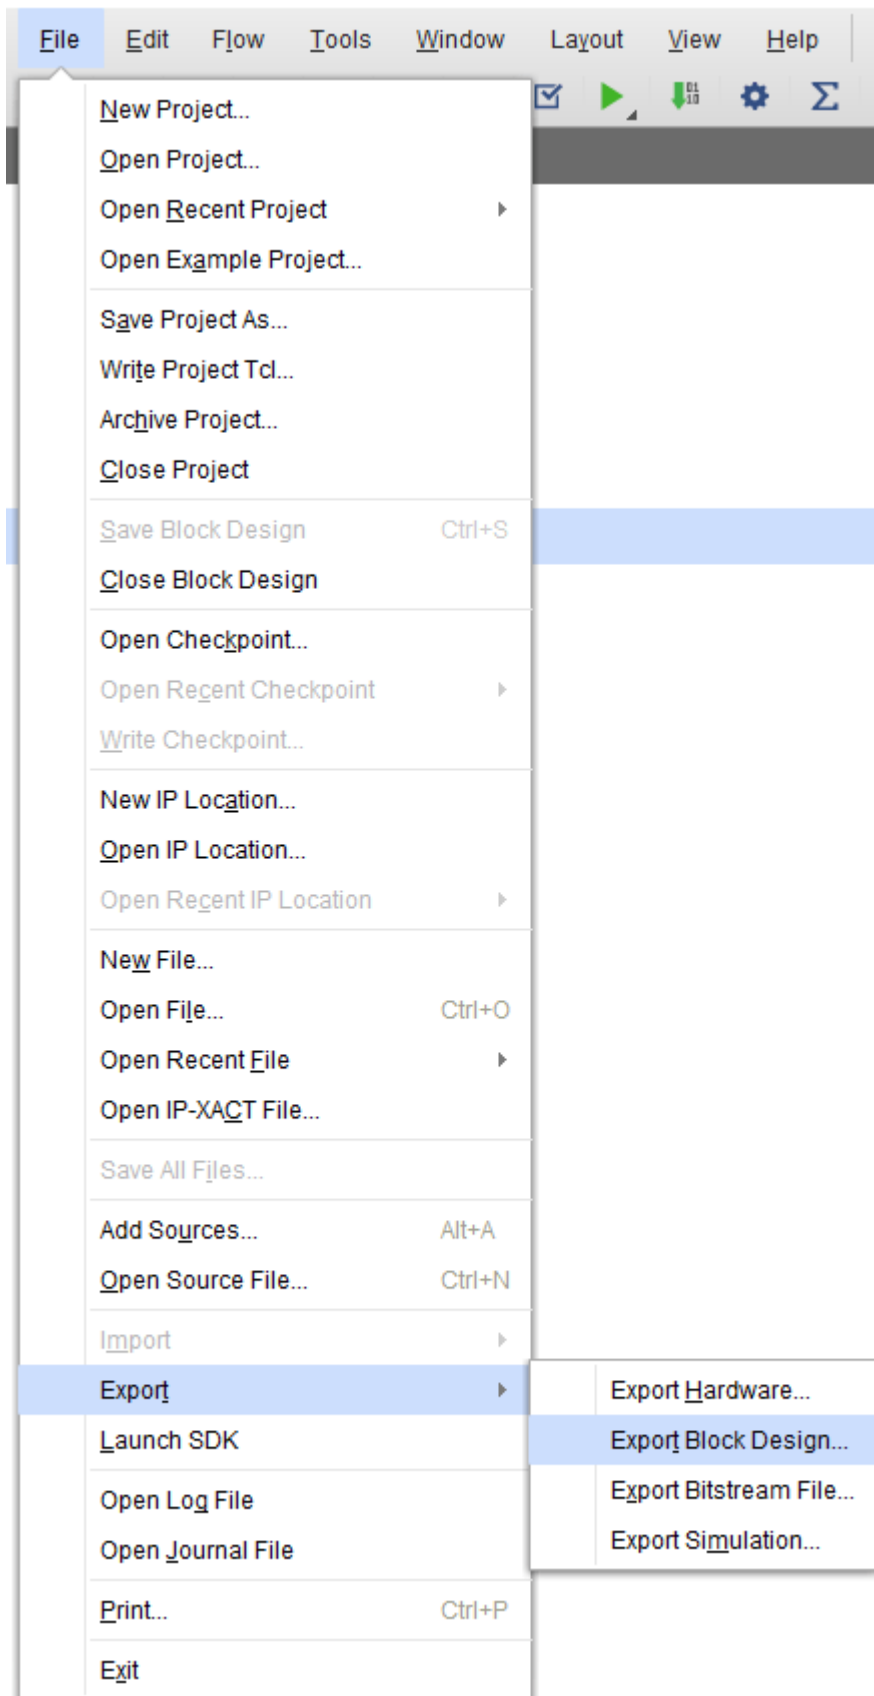 File Edit Flow Tools Window Layout View Help
01
10
New Project...
Open Project...
Open Recent Project
Open Example Project...
Save Project As...
Write Project Tcl...
Archive Project...
Close Project
Save Block Design Ctrl+S
Close Block Design
Open Checkpoint...
Open Recent Checkpoint
Write Checkpoint...
New IP Location...
Open IP Location...
Open Recent IP Location
New File...
Open File... Ctrl+O
Open Recent File
Open IP-XACT File...
Save All Files...
Add Sources... Alt+A
Open Source File... Ctrl+N
Import
Export
Launch SDK
Open Log File
Open Journal File
Print... Ctrl+P
Exit
Export Hardware...
Export Block Design...
Export Bitstream File...
Export Simulation...